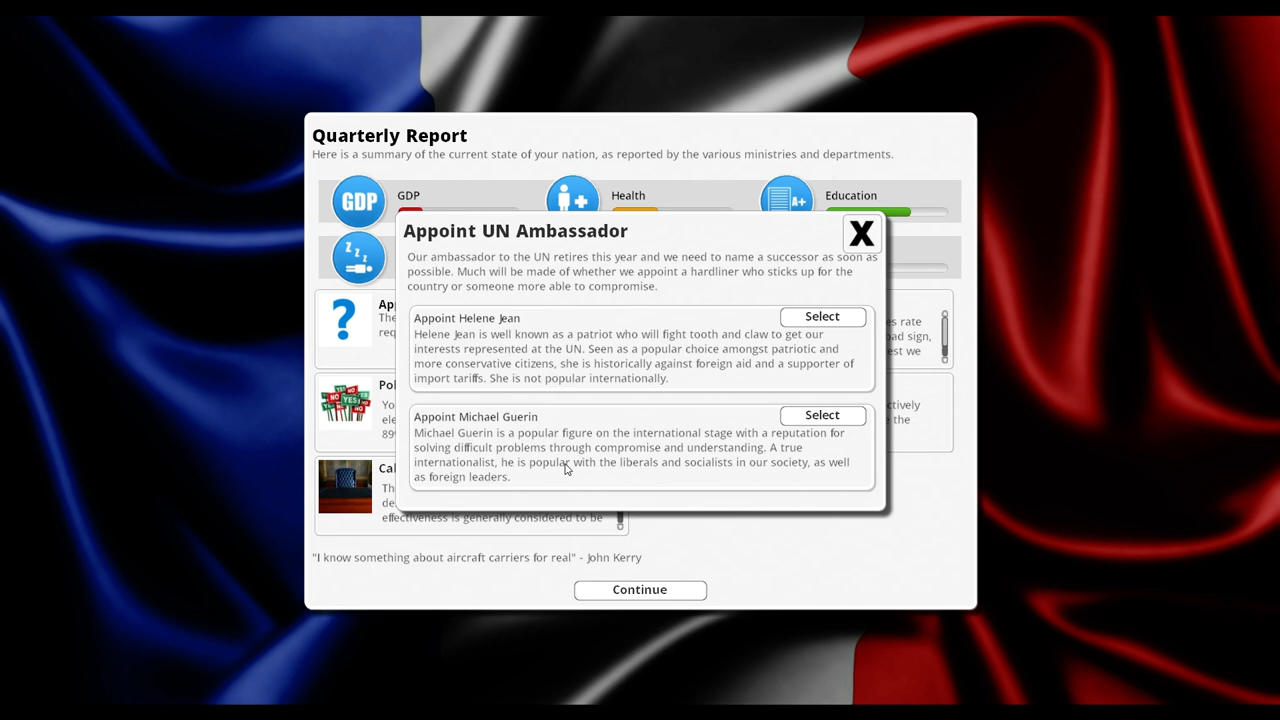 Quarterly Report
Here is a summary of the current state of your nation, as reported by the various ministries and departments.
GDP
GDP
Health
A+
Education
Z Z Z
Appoint UN Ambassador
X
Our ambassador to the UN retires this year and we need to name a successor as soon as
possible. Much will be made of whether we appoint a hardliner who sticks up for the
country or someone more able to compromise.
Appoint Helene Jean
Select
Helene Jean is well known as a patriot who will fight tooth and claw to get our
interests represented at the UN. Seen as a popular choice amongst patriotic and
more conservative citizens, she is historically against foreign aid and a supporter of
import tariffs. She is not popular internationally.
Appoint Michael Guerin
Select
Michael Guerin is a popular figure on the international stage with a reputation for
solving difficult problems through compromise and understanding. A true
internationalist, he is popular with the liberals and socialists in our society, as well
as foreign leaders.
?
rate
sign,
we
YES
NO
the
effectiveness is generally considered to be
"I know something about aircraft carriers for real" - John Kerry
Continue